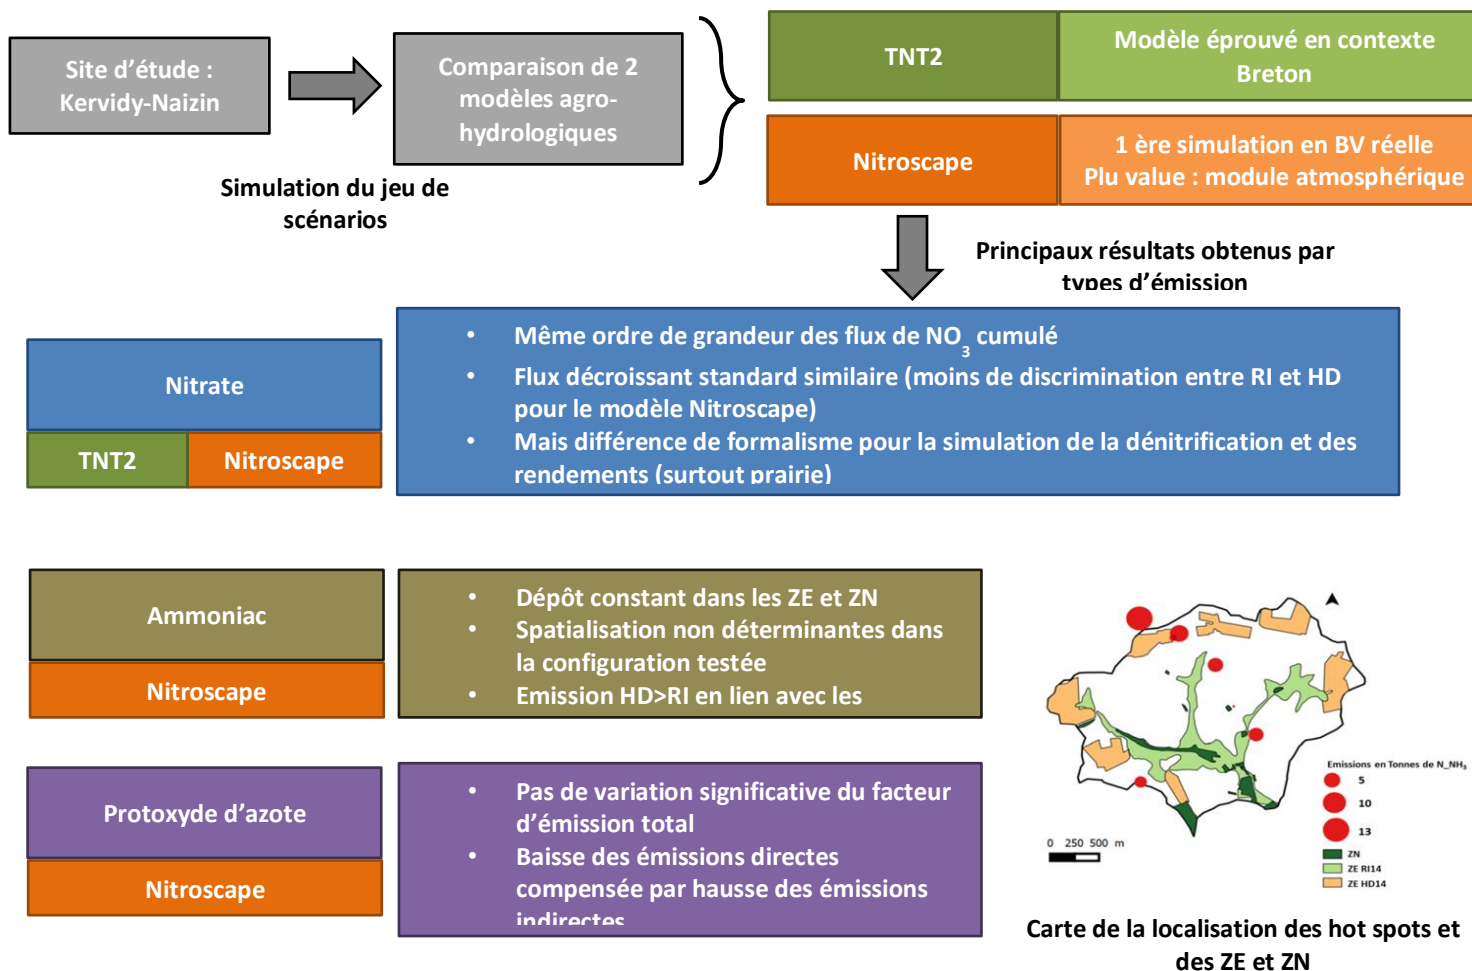 Site d’étude :
Kervidy-Naizin
Comparaison de 2
modèles agro-
hydrologiques
TNT2
Modèle éprouvé en contexte
Breton
Nitroscape
1 ère simulation en BV réelle
Plu value : module atmosphérique
Simulation du jeu de
scénarios
Principaux résultats obtenus par
types d’émission
Nitrate
TNT2
Nitroscape
• Même ordre de grandeur des flux de NO3 cumulé
• Flux décroissant standard similaire (moins de discrimination entre RI et HD
pour le modèle Nitroscape)
• Mais différence de formalisme pour la simulation de la dénitrification et des
rendements (surtout prairie)
Ammoniac
Nitroscape
• Dépôt constant dans les ZE et ZN
• Spatialisation non déterminantes dans
la configuration testée
• Emission HD>RI en lien avec les
Protoxyde d’azote
Nitroscape
• Pas de variation significative du facteur
d’émission total
• Baisse des émissions directes
compensée par hausse des émissions
indirectes
Emissions en Tonnes de N_NH3
5
10
13
ZN
ZE RI14
ZE HD14
0 250 500 m
Carte de la localisation des hot spots et
des ZE et ZN